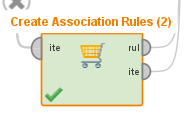 Create Association Rules (2)
ite rul
ite